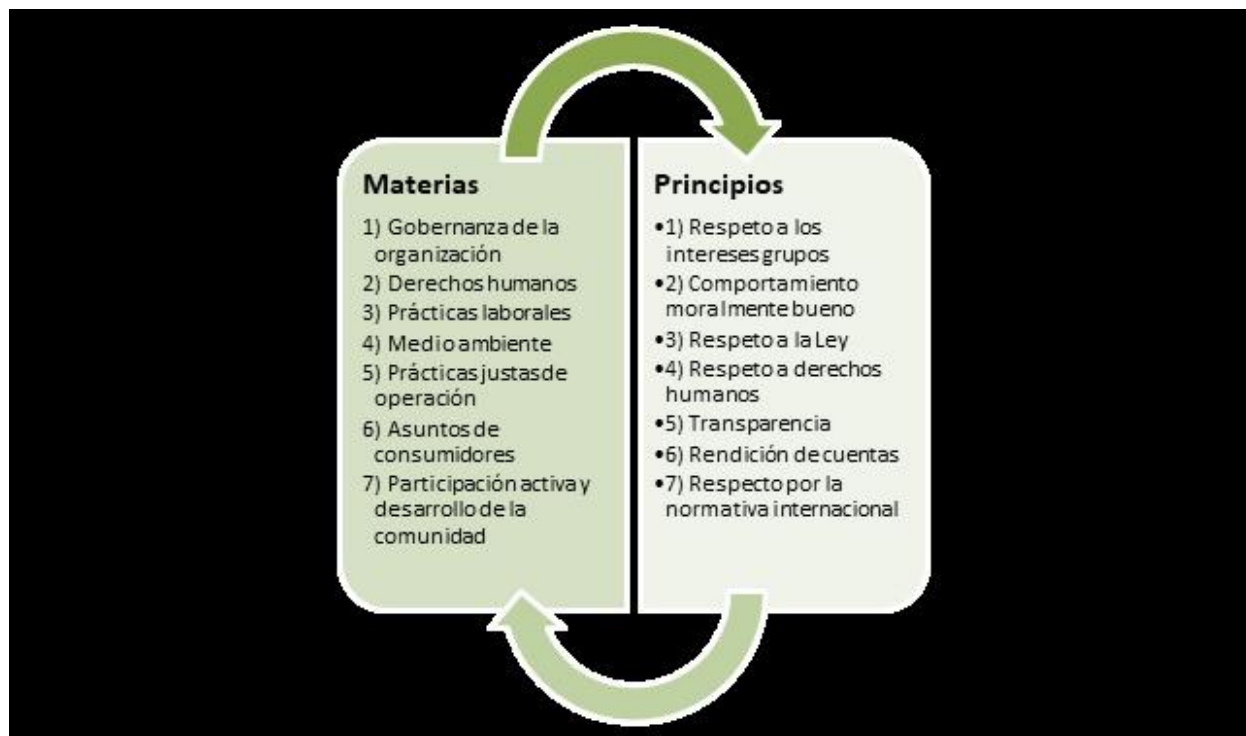 Materias
1) Gobernanza de la
organización
2) Derechos humanos
3) Prácticas laborales
4) Medio ambiente
5) Prácticas justas de
operación
6) Asuntos de
consumidores
7) Participación activa y
desarrollo de la
comunidad
Principios
•1) Respeto a los
intereses grupos
•2) Comportamiento
moralmente bueno
•3) Respeto a la Ley
•4) Respeto a derechos
humanos
•5) Transparencia
•6) Rendición de cuentas
•7) Respecto por la
normativa internacional